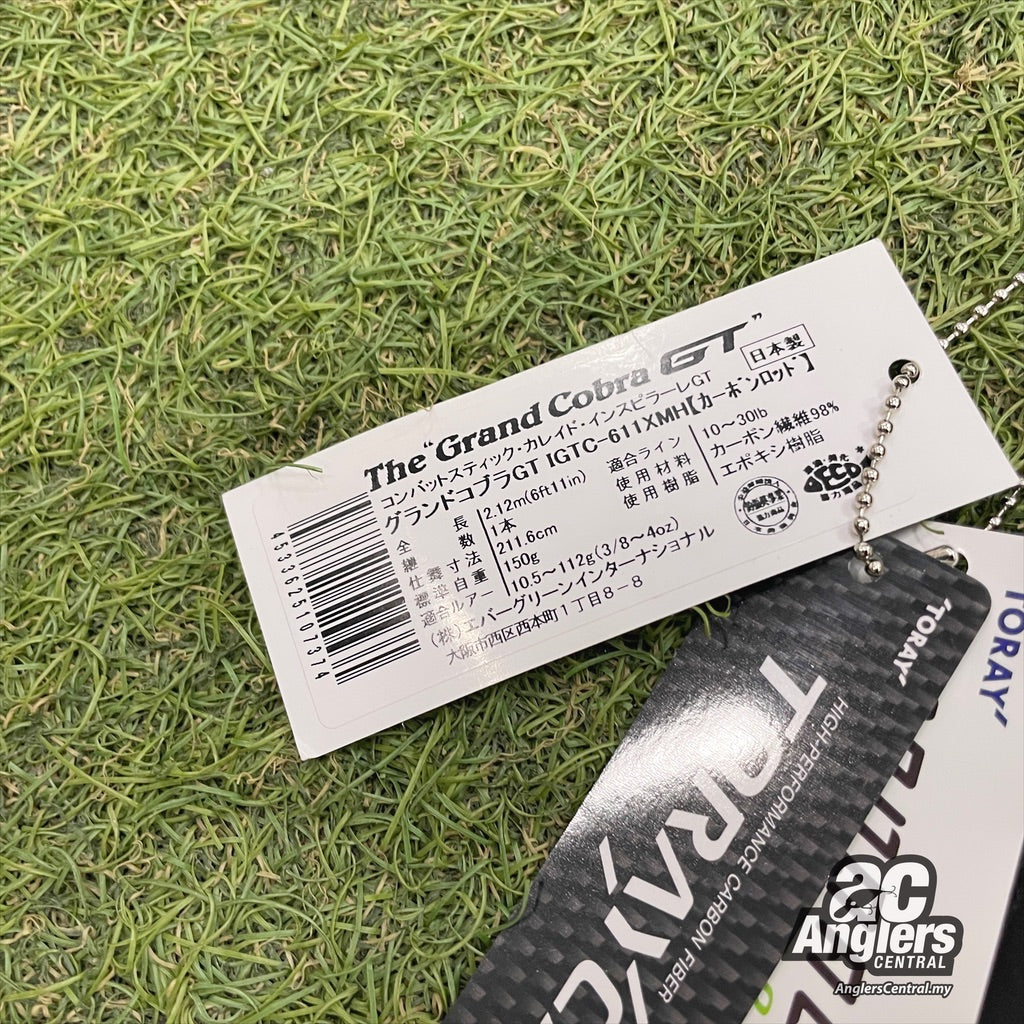 The "Grand Cobra GT"
日本製
コンバットスティック・カレイド・インスピラーレGT
グランドコブラGT IGTC-611XMH【カーボンロッド】
全長 2.12m(6ft11in) 適合ライン 10～30lb
継数 1本 使用材料 カーボン繊維98%
仕舞寸法 211.6cm 使用樹脂 エポキシ樹脂
標準自重 150g
適合ルアー 10.5～112g(3/8～4oz)
(株)エバーグリーンインターナショナル
大阪市西区西本町1丁目8-8
4533625107374
"TORAY"
HIGH-PERFORMANCE CARBON FIBER
TORAYCA
TORAY"
ac
Anglers
CENTRAL
AnglersCentral.my